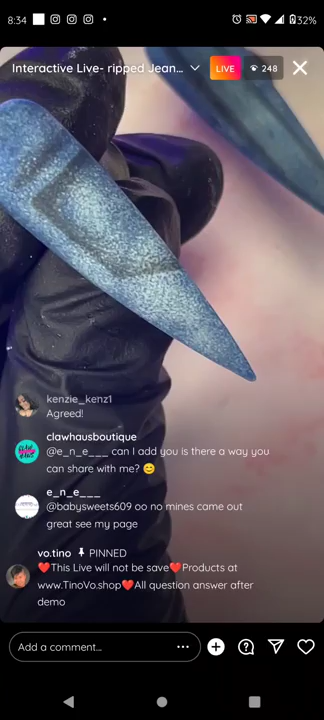 8:34
32%
Interactive Live- ripped Jean...
LIVE
248
kenzie_kenz1
Agreed!
clawhausboutique
@e_n_e___ can I add you is there a way you
can share with me? 😊
e_n_e___
@babysweets609 oo no mines came out
great see my page
vo.tino PINNED
❤️This Live will not be save❤️Products at
www.TinoVo.shop❤️All question answer after
demo
Add a comment...